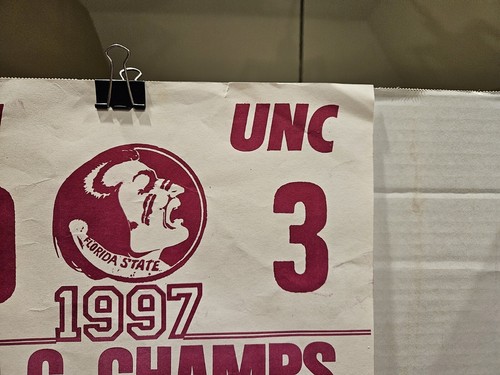 UNC
3
FLORIDA STATE
1997
C. CHAMPS